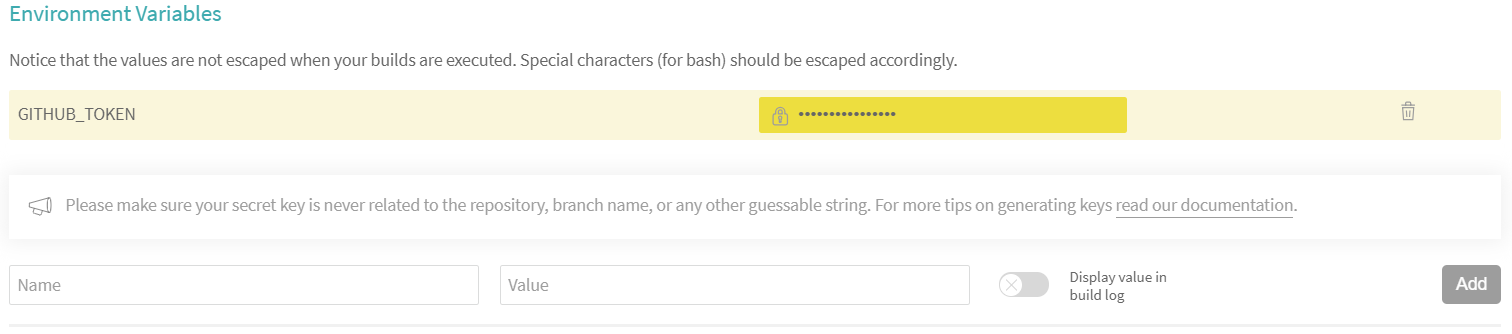 Environment Variables
Notice that the values are not escaped when your builds are executed. Special characters (for bash) should be escaped accordingly.
GITHUB_TOKEN ••••••••••••••••
Please make sure your secret key is never related to the repository, branch name, or any other guessable string. For more tips on generating keys read our documentation.
Name Value Display value in
build log
Add